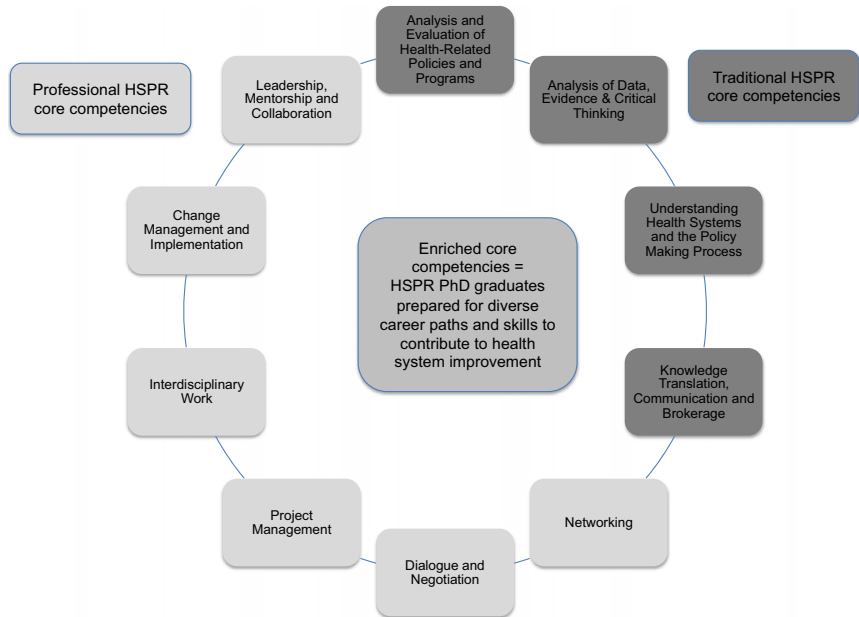 Analysis and
Evaluation of
Health-Related
Policies and
Programs
Professional HSPR
core competencies
Leadership,
Mentorship and
Collaboration
Analysis of Data,
Evidence & Critical
Thinking
Traditional HSPR
core competencies
Change
Management and
Implementation
Understanding
Health Systems
and the Policy
Making Process
Enriched core
competencies =
HSPR PhD graduates
prepared for diverse
career paths and skills to
contribute to health
system improvement
Interdisciplinary
Work
Knowledge
Translation,
Communication and
Brokerage
Project
Management
Networking
Dialogue and
Negotiation